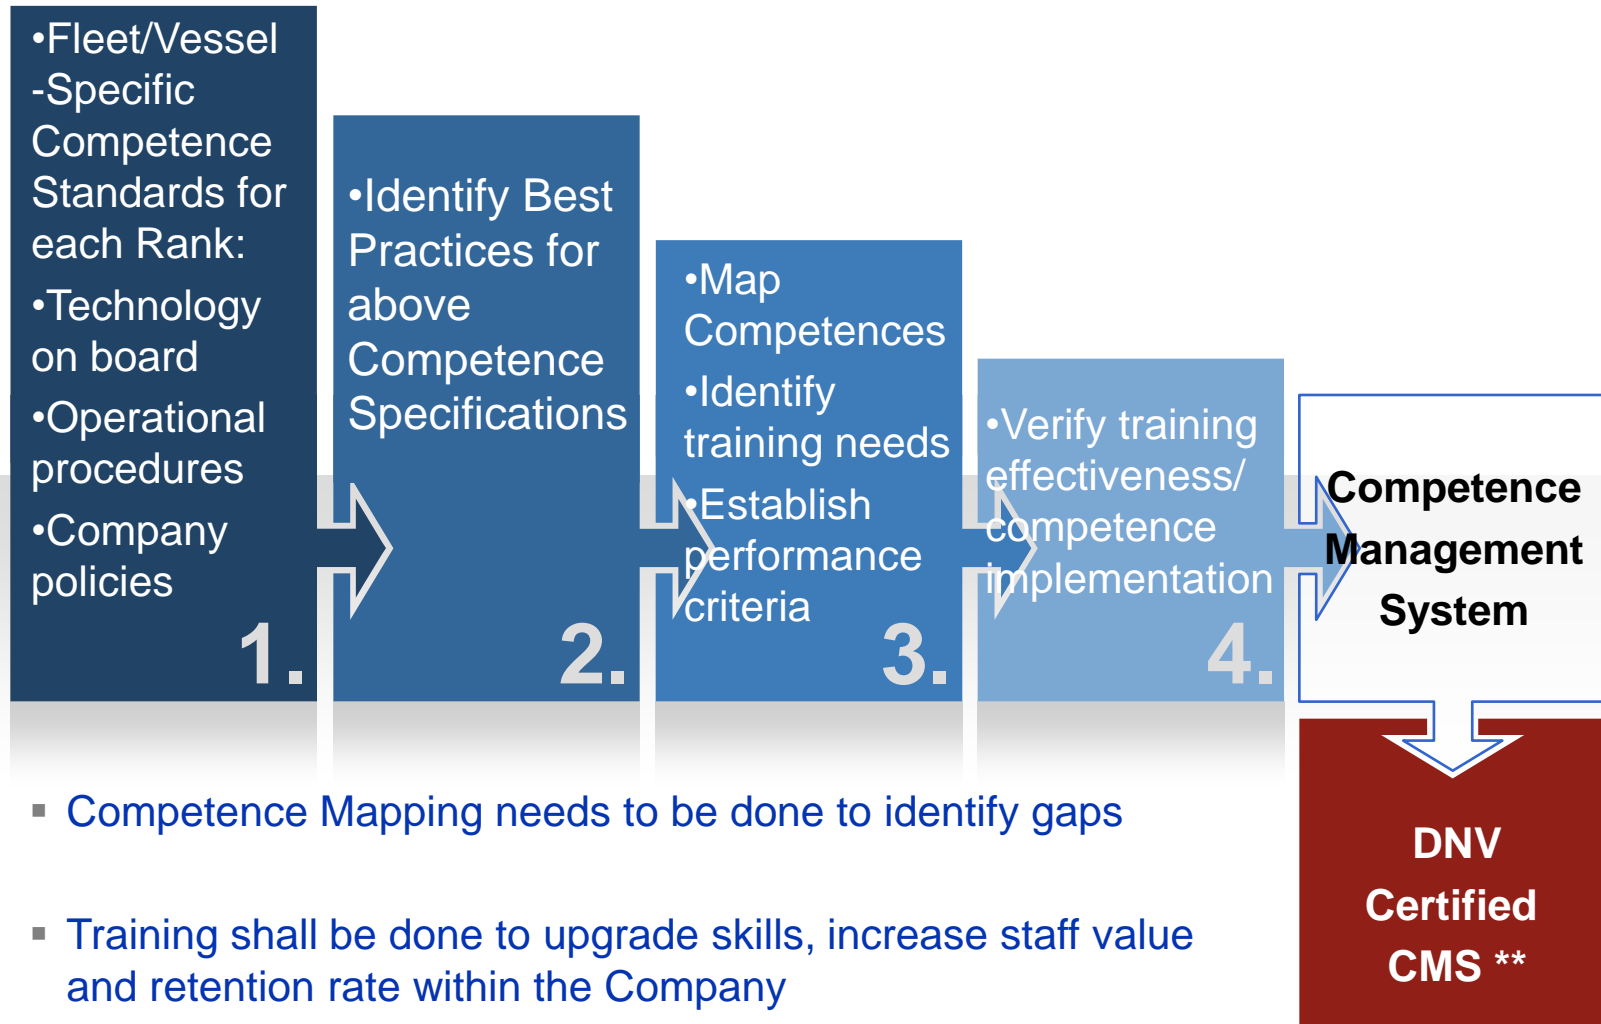 •Fleet/Vessel
-Specific
Competence
Standards for
each Rank:
•Technology
on board
•Operational
procedures
•Company
policies
1.
•Identify Best
Practices for
above
Competence
Specifications
2.
•Map
Competences
•Identify
training needs
•Establish
performance
criteria
3.
•Verify training
effectiveness/
competence
implementation
4.
Competence
Management
System
DNV
Certified
CMS **
▪ Competence Mapping needs to be done to identify gaps
▪ Training shall be done to upgrade skills, increase staff value
and retention rate within the Company